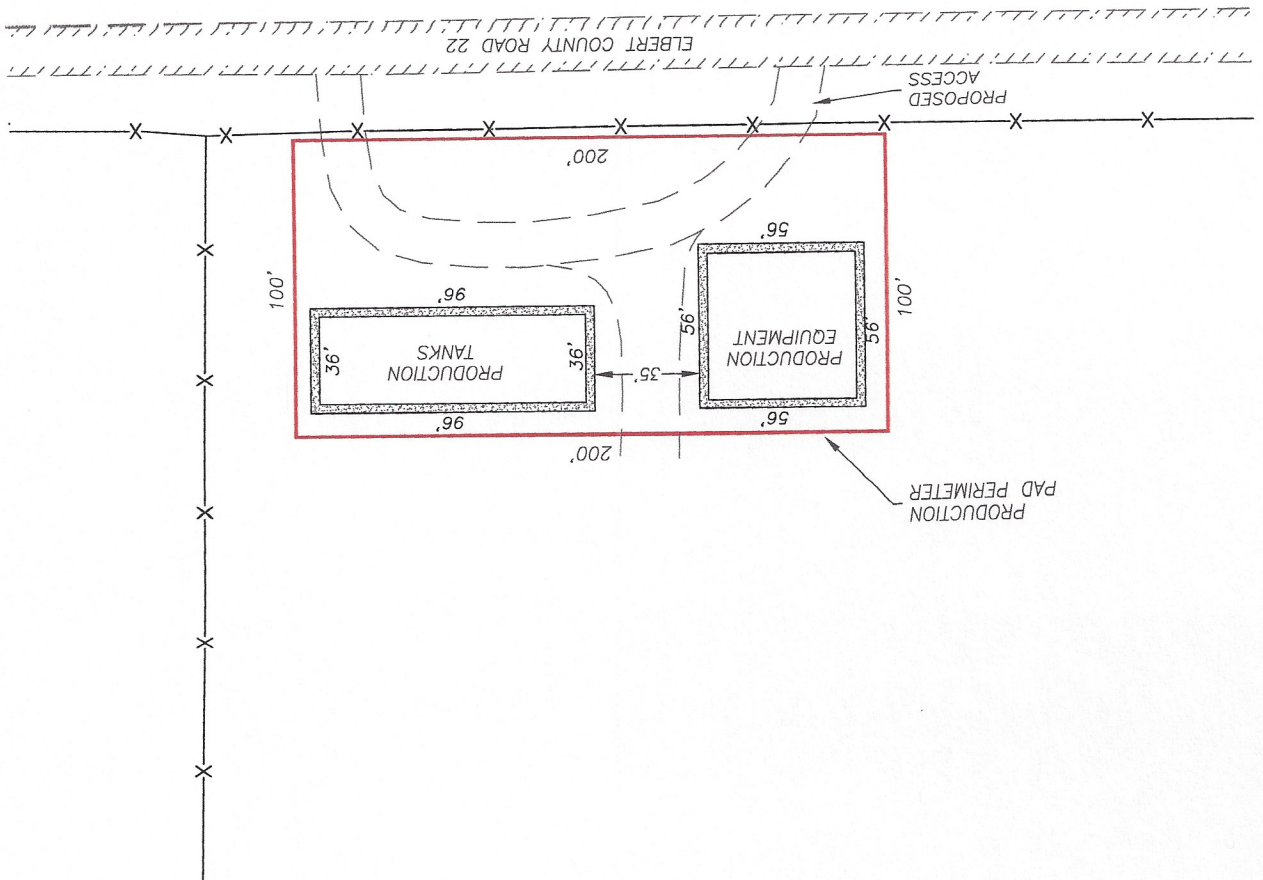 PRODUCTION
PAD PERIMETER
200'
56'
96'
100'
56'
PRODUCTION
EQUIPMENT
56'
35'
36'
PRODUCTION
TANKS
36'
100'
56'
96'
200'
PROPOSED
ACCESS
ELBERT COUNTY ROAD 22